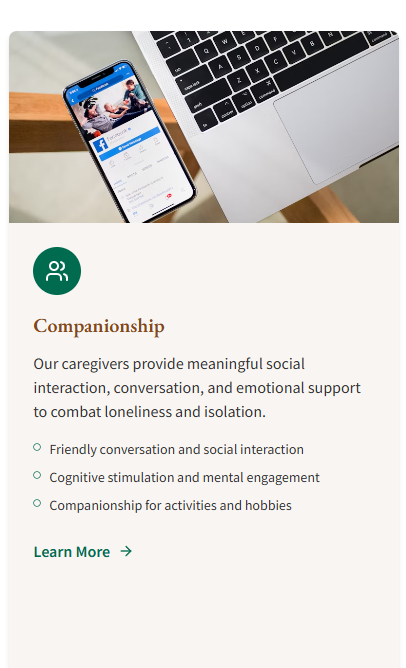 Companionship
Our caregivers provide meaningful social
interaction, conversation, and emotional support
to combat loneliness and isolation.
Friendly conversation and social interaction
Cognitive stimulation and mental engagement
Companionship for activities and hobbies
Learn More